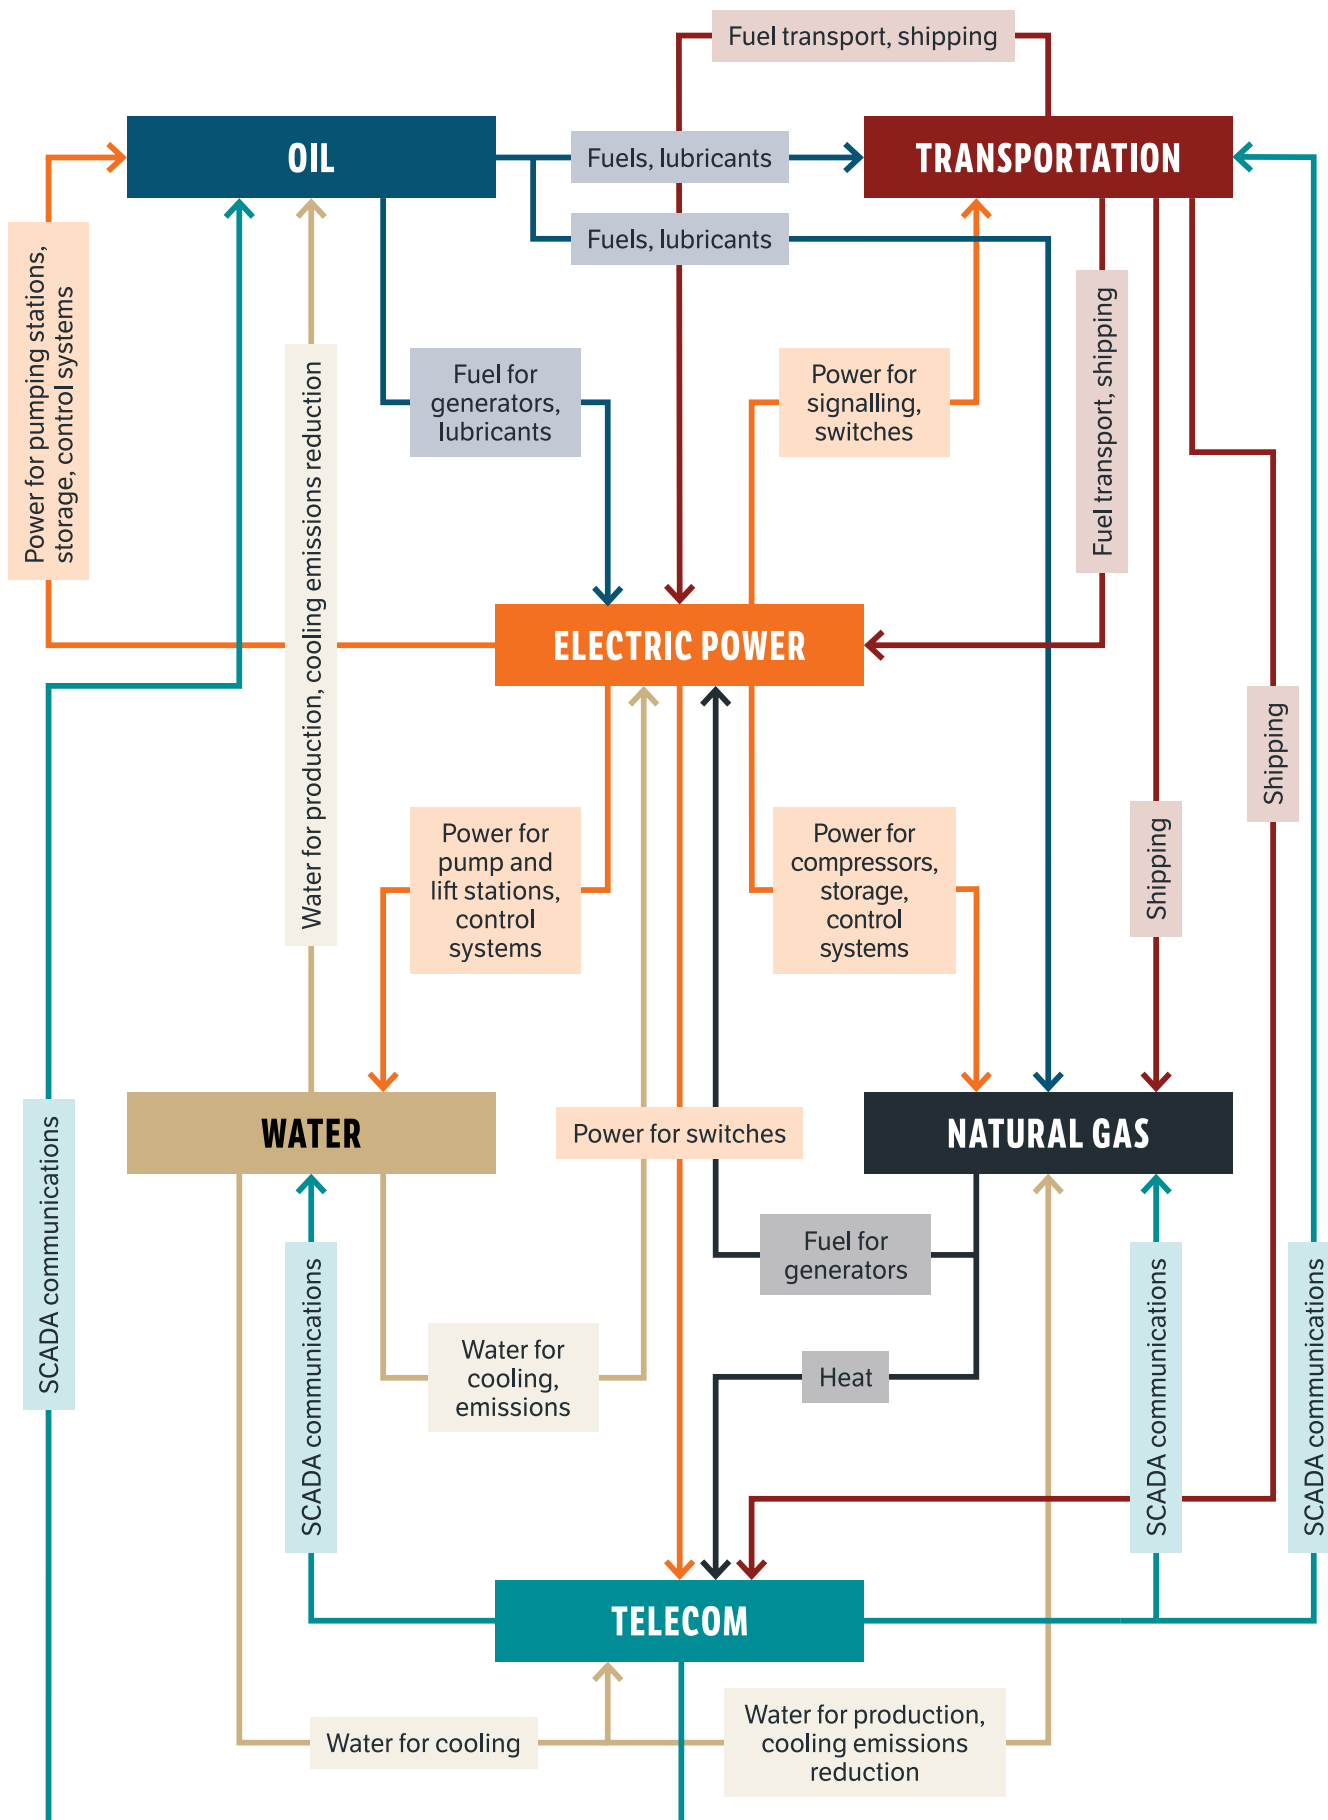 Fuel transport, shipping
OIL
Fuels, lubricants
TRANSPORTATION
Fuels, lubricants
Power for pumping stations,
storage, control systems
Water for production, cooling emissions reduction
Fuel for
generators,
lubricants
Power for
signalling,
switches
Fuel transport, shipping
ELECTRIC POWER
Shipping
Power for
pump and
lift stations,
control
systems
Power for
compressors,
storage,
control
systems
Shipping
WATER
Power for switches
NATURAL GAS
SCADA communications
SCADA communications
Fuel for
generators
SCADA communications
SCADA communications
Water for
cooling,
emissions
Heat
TELECOM
Water for cooling
Water for production,
cooling emissions
reduction